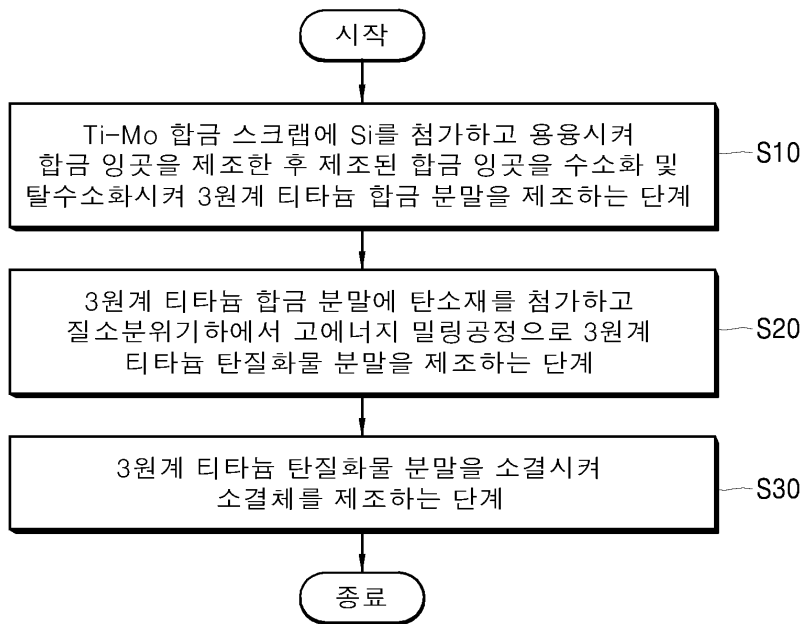 시작
Ti-Mo 합금 스크랩에 Si를 첨가하고 용융시켜
합금 잉곳을 제조한 후 제조된 합금 잉곳을 수소화 및
탈수소화시켜 3원계 티타늄 합금 분말을 제조하는 단계
S10
3원계 티타늄 합금 분말에 탄소재를 첨가하고
질소분위기하에서 고에너지 밀링공정으로 3원계
티타늄 탄질화물 분말을 제조하는 단계
S20
3원계 티타늄 탄질화물 분말을 소결시켜
소결체를 제조하는 단계
S30
종료